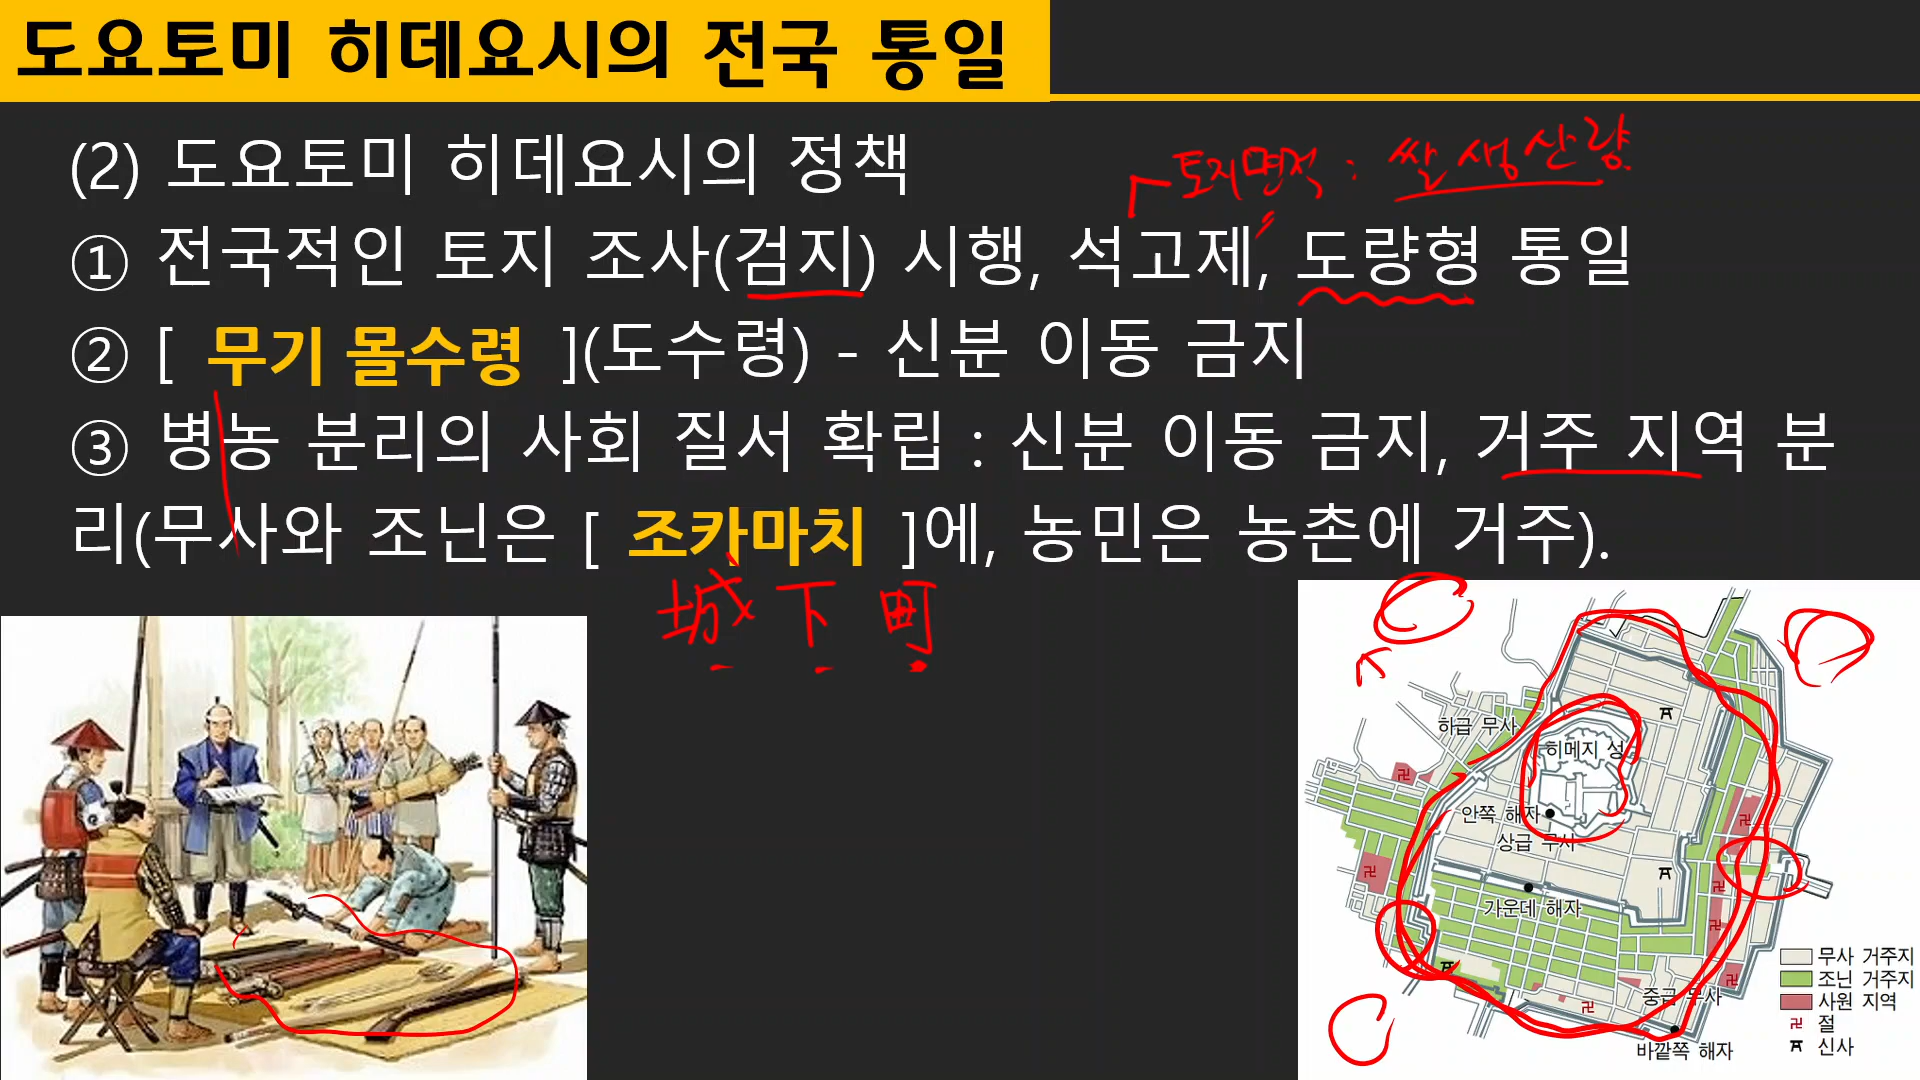 도요토미 히데요시의 전국 통일
(2) 도요토미 히데요시의 정책
토지면적 : 쌀 생산량
① 전국적인 토지 조사(검지) 시행, 석고제, 도량형 통일
② [ 무기 몰수령 ](도수령) - 신분 이동 금지
③ 병농 분리의 사회 질서 확립 : 신분 이동 금지, 거주 지역 분
리(무사와 조닌은 [ 조카마치 ]에, 농민은 농촌에 거주).
城下町
하급 무사
히메지 성
안쪽 해자
상급 무사
가운데 해자
중급 무사
바깥쪽 해자
무사 거주지
조닌 거주지
사원 지역
卍 절
신사